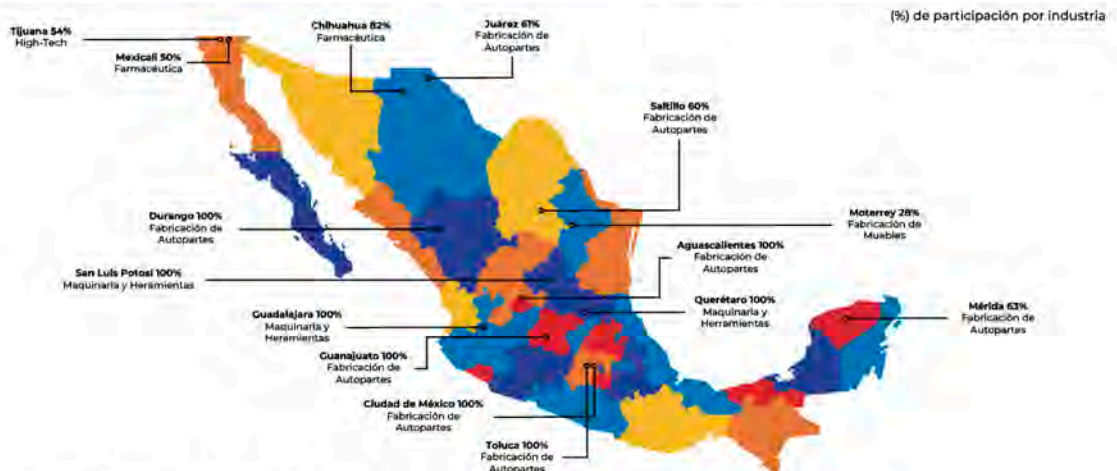 (%) de participación por industria
Tijuana 54%
High-Tech
Mexicali 50%
Farmacéutica
Chihuahua 82%
Farmacéutica
Juárez 61%
Fabricación de
Autopartes
Saltillo 60%
Fabricación de
Autopartes
Durango 100%
Fabricación de
Autopartes
Moterrey 28%
Fabricación de
Muebles
San Luis Potosí 100%
Maquinaria y Heramientas
Aguascalientes 100%
Fabricación de
Autopartes
Guadalajara 100%
Maquinaria y
Heramientas
Querétaro 100%
Maquinaria y
Herramientas
Mérida 63%
Fabricación de
Autopartes
Guanajuato 100%
Fabricación de
Autopartes
Ciudad de México 100%
Fabricación de
Autopartes
Toluca 100%
Fabricación de
Autopartes